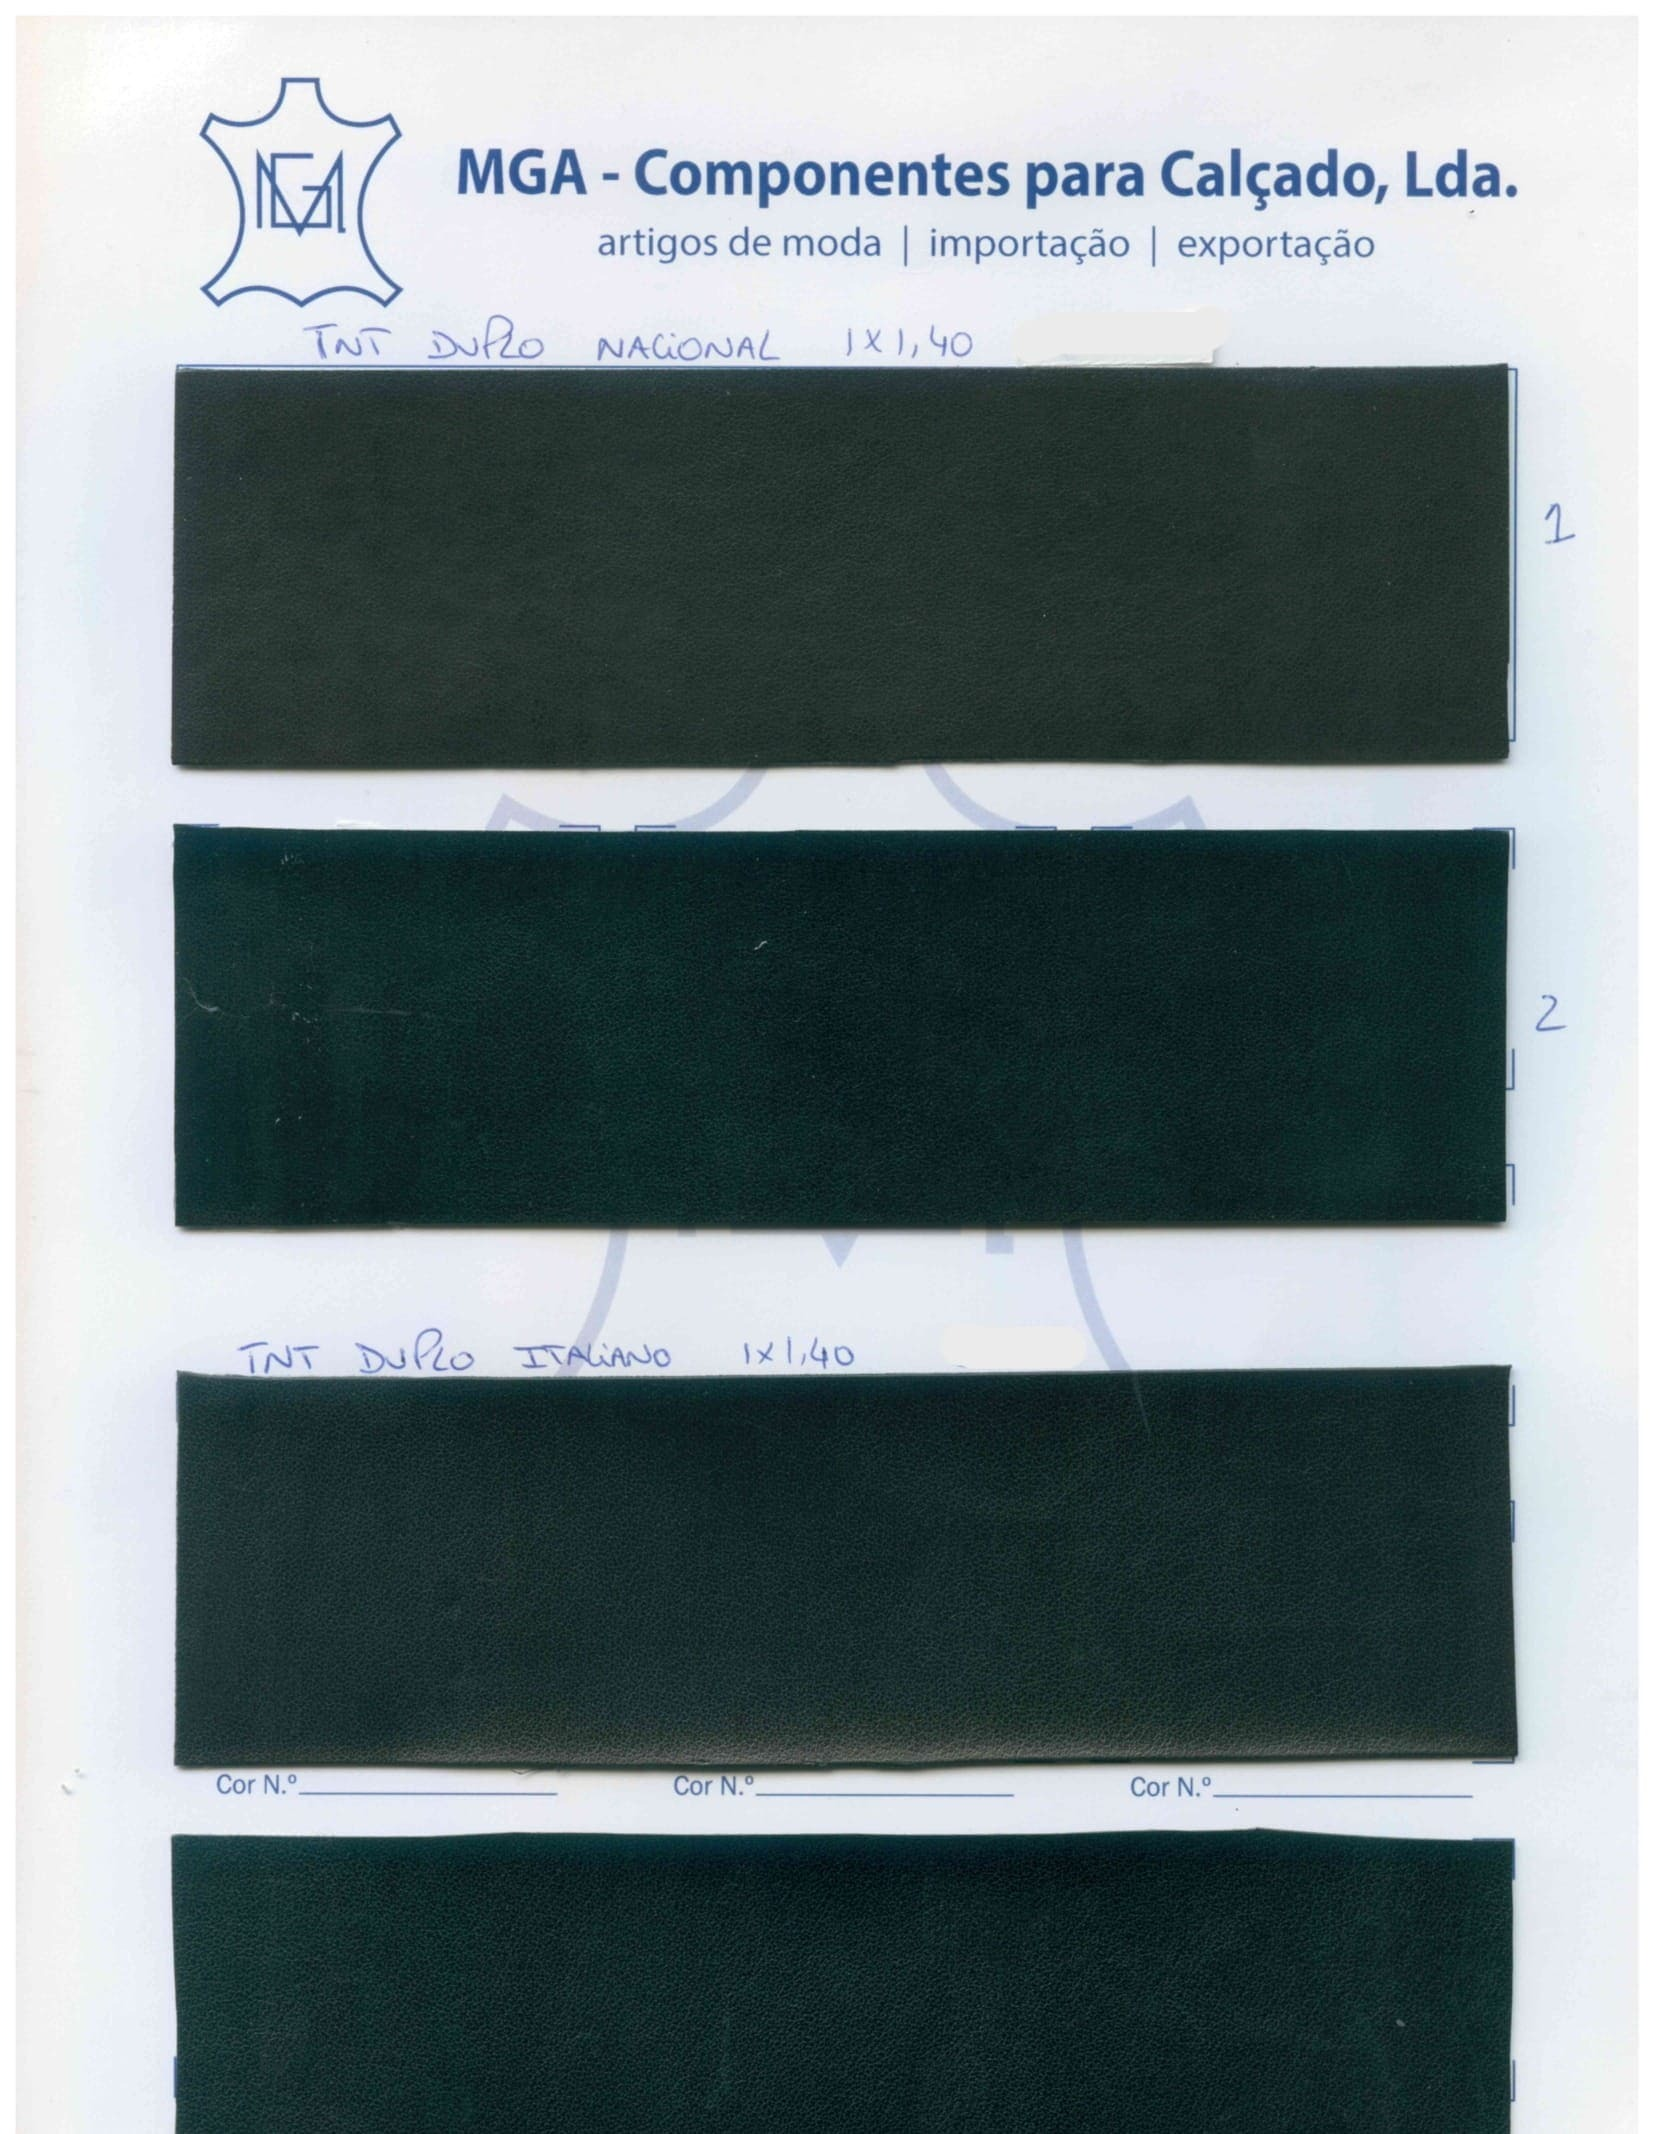 MGA
MGA - Componentes para Calçado, Lda.
artigos de moda | importação | exportação
TNT DUPLO NACIONAL 1X1,40
1
2
TNT DUPLO ITALIANO 1X1,40
Cor N.º Cor N.º Cor N.º